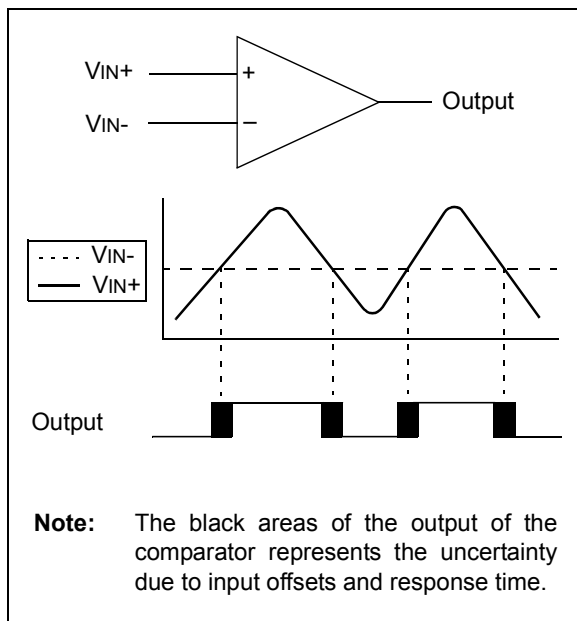 VIN+
+
Output
VIN-
–
VIN-
VIN+
Output
Note: The black areas of the output of the
comparator represents the uncertainty
due to input offsets and response time.